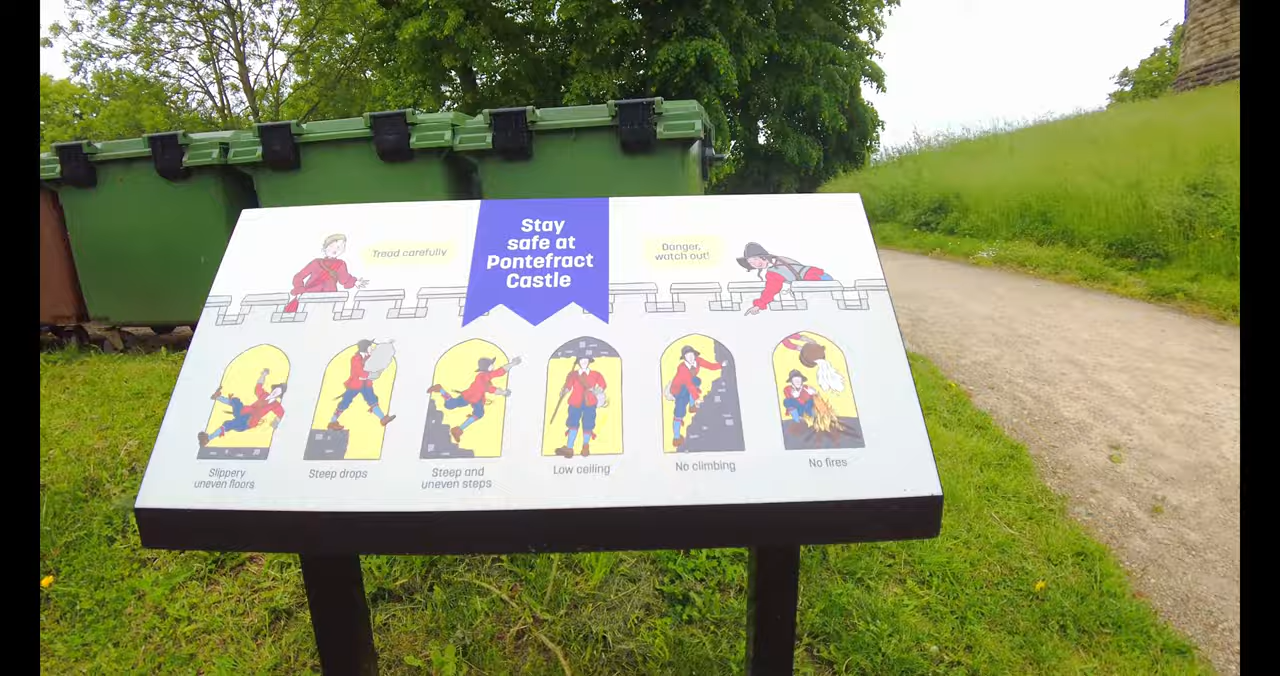 Stay
safe at
Pontefract
Castle
Tread carefully
Danger,
watch out!
Slippery
uneven floors
Steep drops
Steep and
uneven steps
Low ceiling
No climbing
No fires